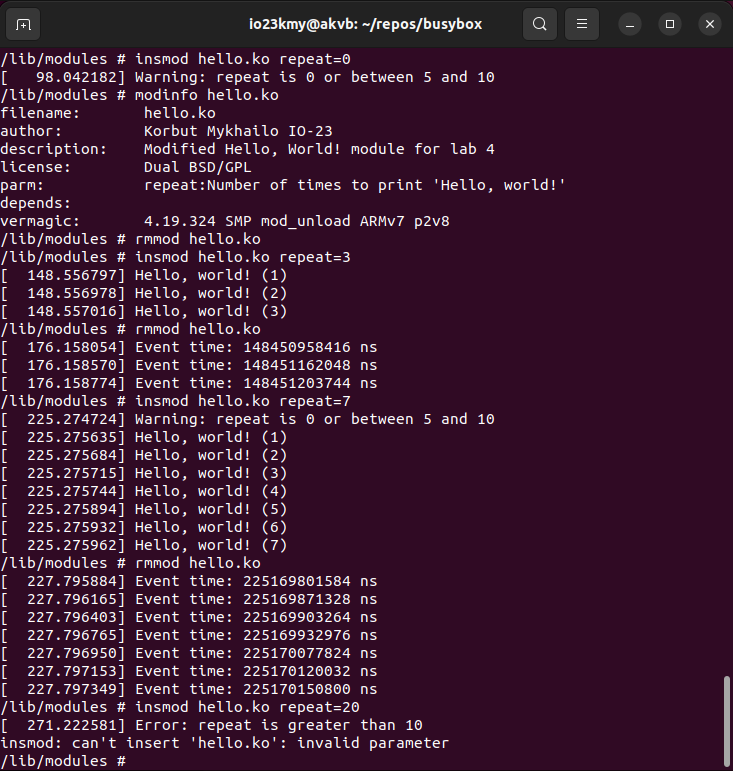 io23kmy@akvb: ~/repos/busybox
/lib/modules # insmod hello.ko repeat=0
[   98.042182] Warning: repeat is 0 or between 5 and 10
/lib/modules # modinfo hello.ko
filename:       hello.ko
author:         Korbut Mykhailo IO-23
description:    Modified Hello, World! module for lab 4
license:        Dual BSD/GPL
parm:           repeat:Number of times to print 'Hello, world!'
depends:
vermagic:       4.19.324 SMP mod_unload ARMv7 p2v8
/lib/modules # rmmod hello.ko
/lib/modules # insmod hello.ko repeat=3
[  148.556797] Hello, world! (1)
[  148.556978] Hello, world! (2)
[  148.557016] Hello, world! (3)
/lib/modules # rmmod hello.ko
[  176.158054] Event time: 148450958416 ns
[  176.158570] Event time: 148451162048 ns
[  176.158774] Event time: 148451203744 ns
/lib/modules # insmod hello.ko repeat=7
[  225.274724] Warning: repeat is 0 or between 5 and 10
[  225.275635] Hello, world! (1)
[  225.275684] Hello, world! (2)
[  225.275715] Hello, world! (3)
[  225.275744] Hello, world! (4)
[  225.275894] Hello, world! (5)
[  225.275932] Hello, world! (6)
[  225.275962] Hello, world! (7)
/lib/modules # rmmod hello.ko
[  227.795884] Event time: 225169801584 ns
[  227.796165] Event time: 225169871328 ns
[  227.796403] Event time: 225169903264 ns
[  227.796765] Event time: 225169932976 ns
[  227.796950] Event time: 225170077824 ns
[  227.797153] Event time: 225170120032 ns
[  227.797349] Event time: 225170150800 ns
/lib/modules # insmod hello.ko repeat=20
[  271.222581] Error: repeat is greater than 10
insmod: can't insert 'hello.ko': invalid parameter
/lib/modules #